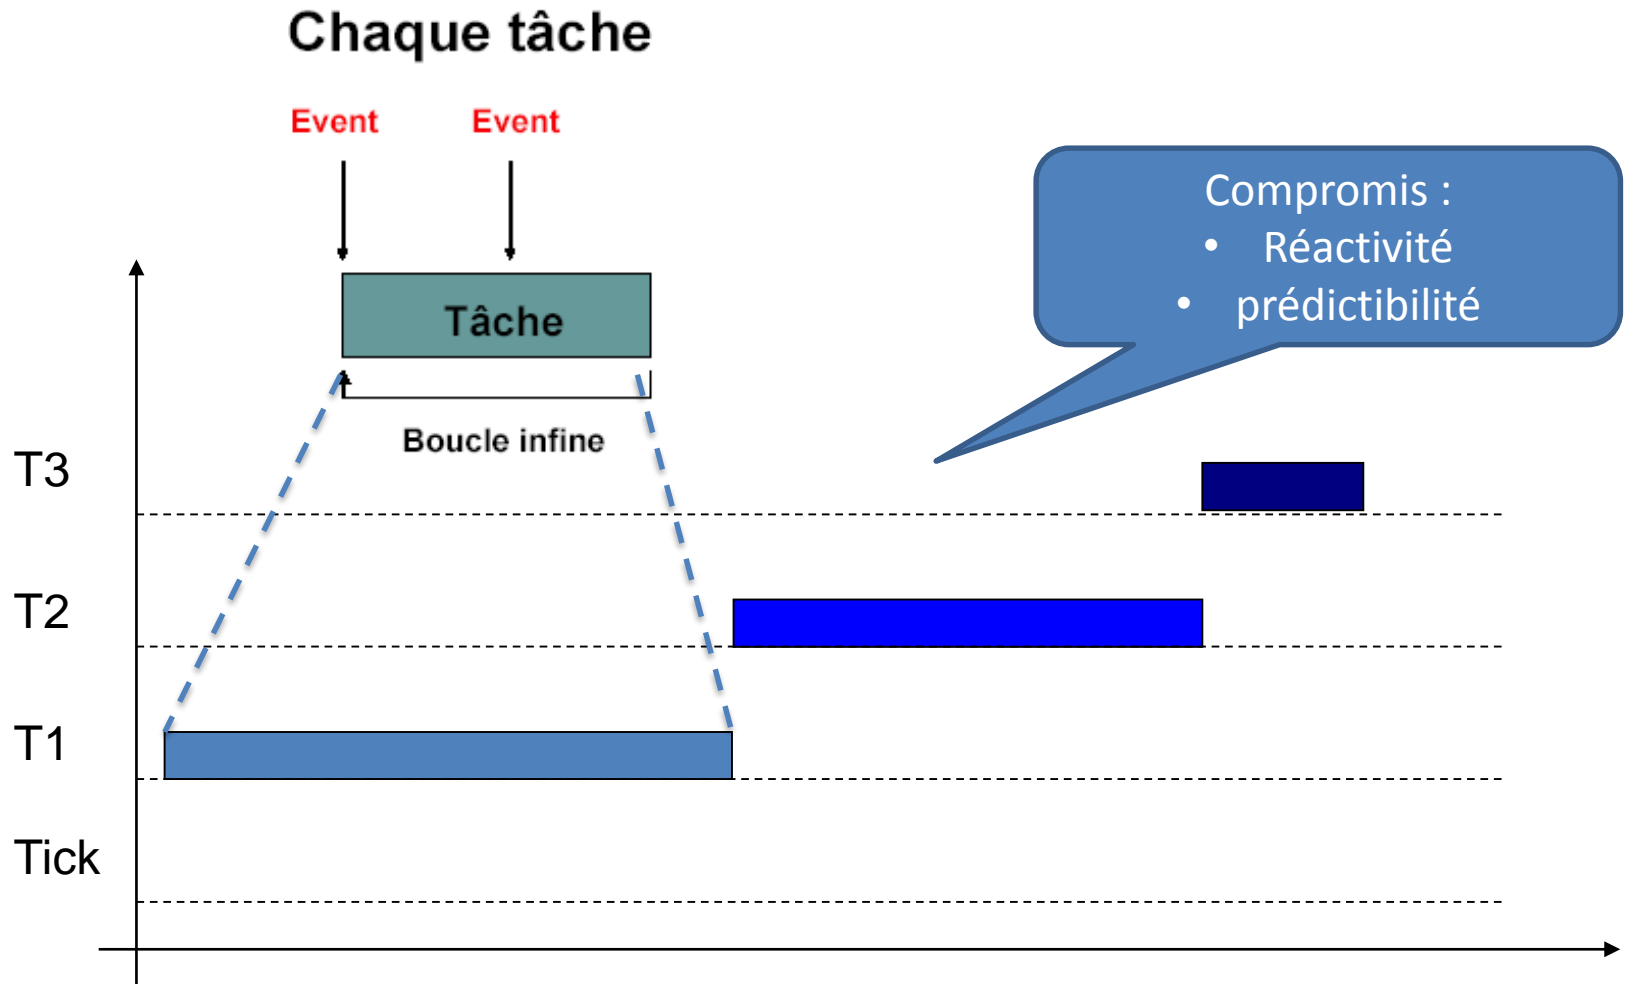 Chaque tâche
Event
Event
Compromis :
• Réactivité
• prédictibilité
Tâche
Boucle infine
T3
T2
T1
Tick